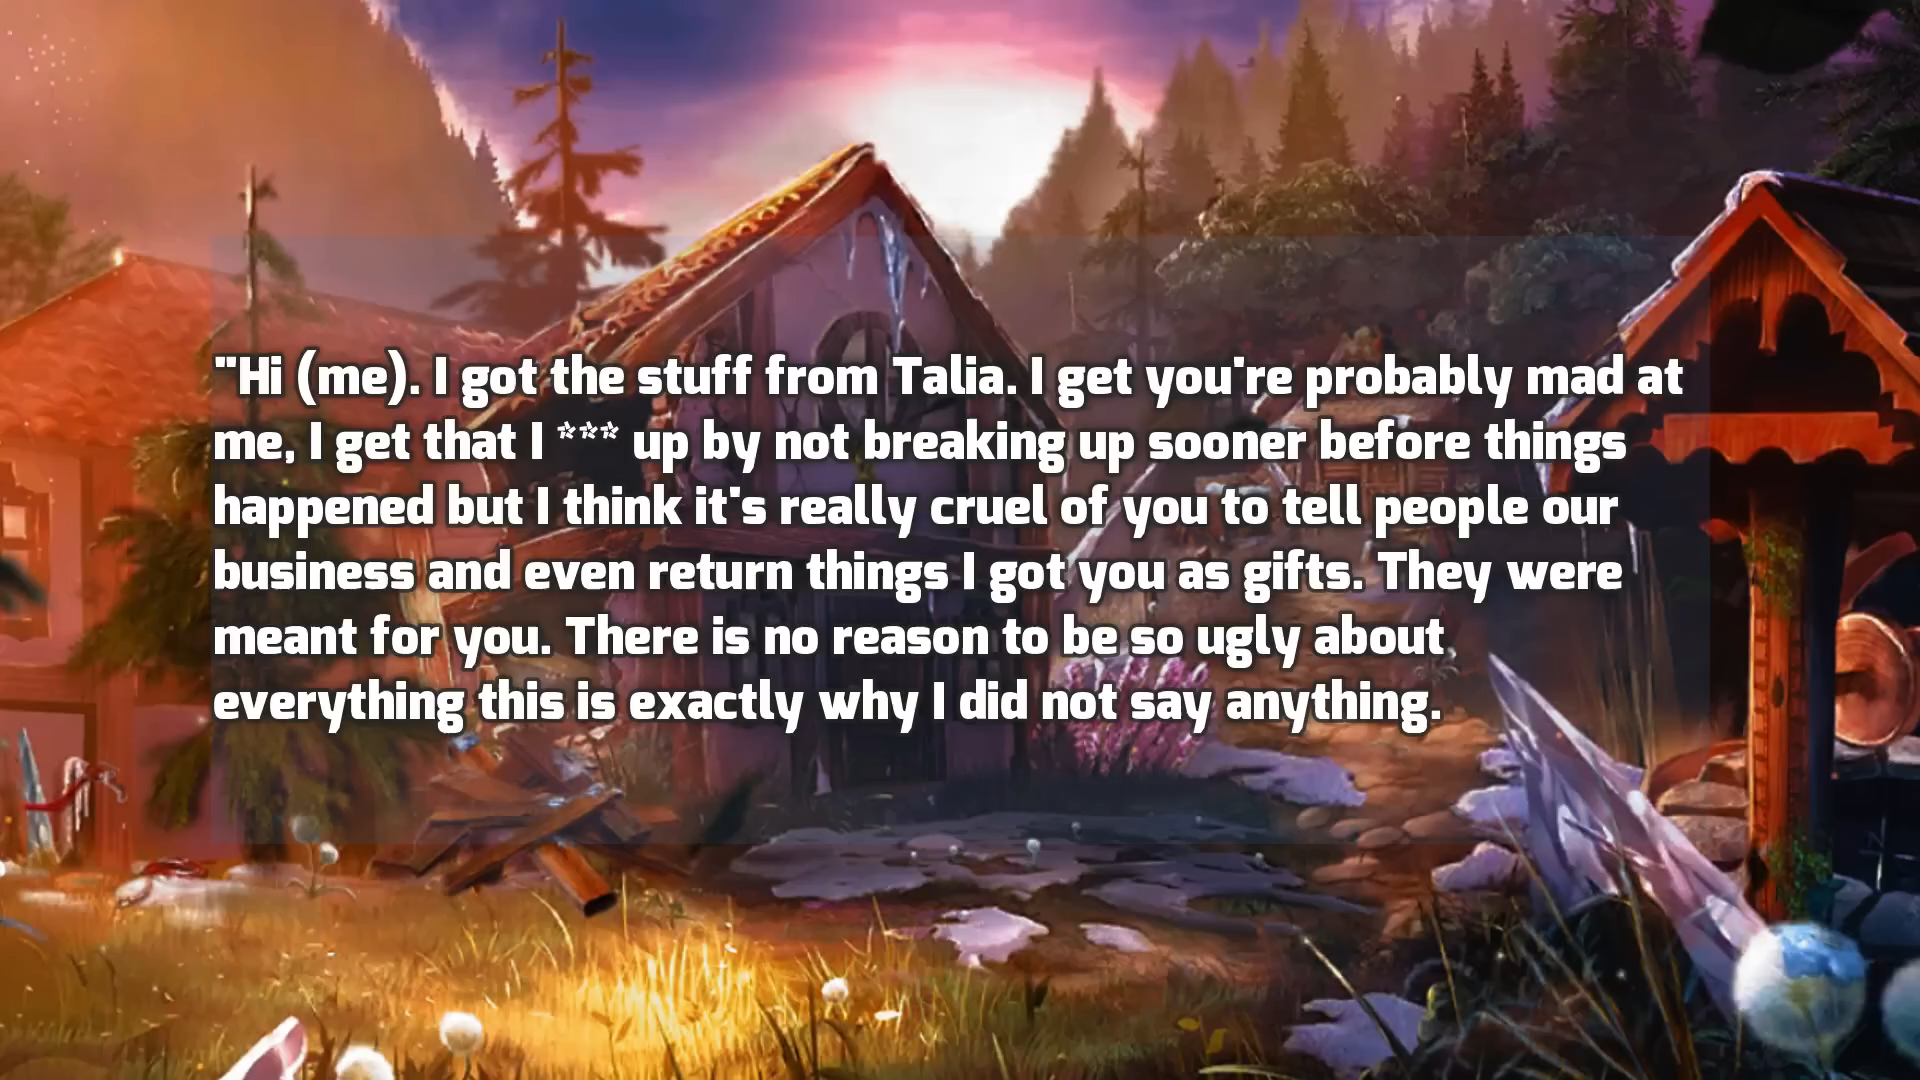 "Hi (me). I got the stuff from Talia. I get you're probably mad at
me, I get that I *** up by not breaking up sooner before things
happened but I think it's really cruel of you to tell people our
business and even return things I got you as gifts. They were
meant for you. There is no reason to be so ugly about
everything this is exactly why I did not say anything.